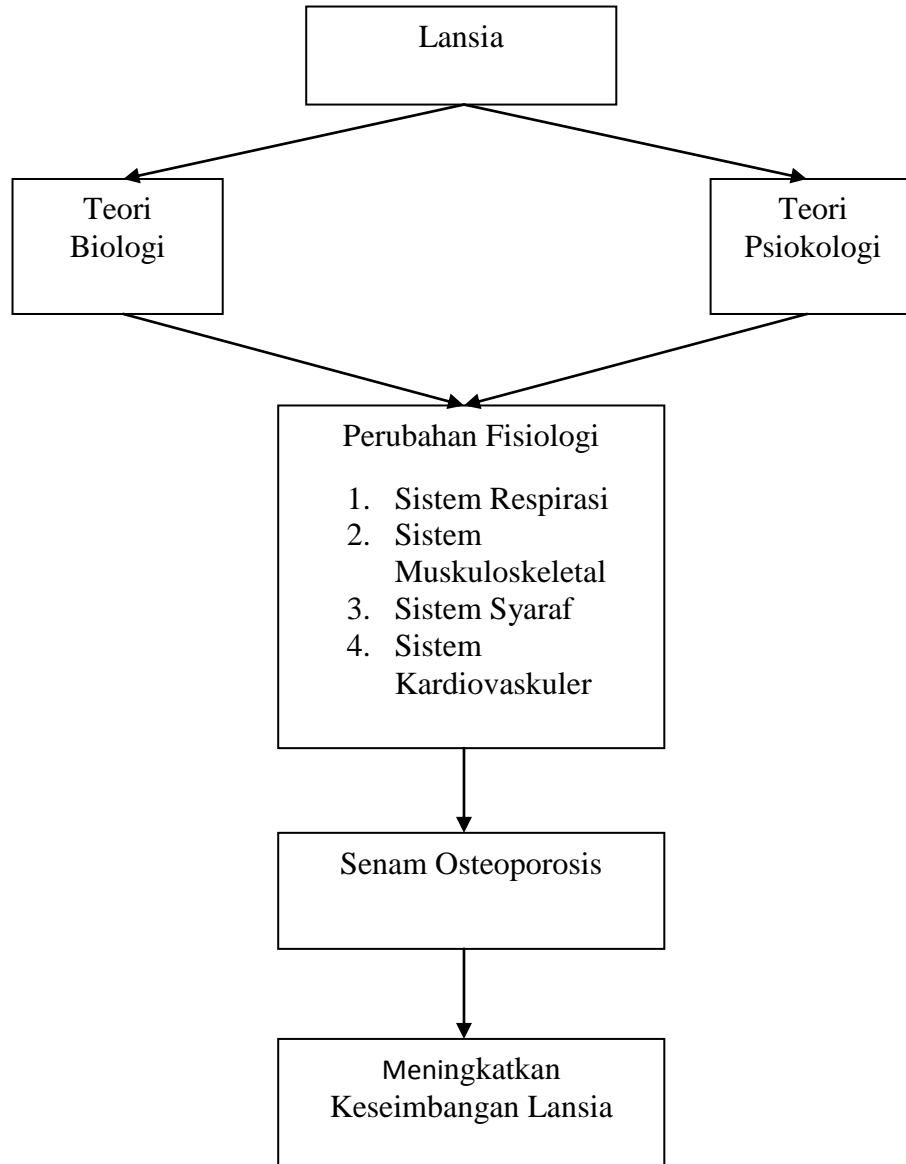 Lansia
Teori
Biologi
Teori
Psiokologi
Perubahan Fisiologi
1. Sistem Respirasi
2. Sistem
Muskuloskeletal
3. Sistem Syaraf
4. Sistem
Kardiovaskuler
Senam Osteoporosis
Meningkatkan
Keseimbangan Lansia